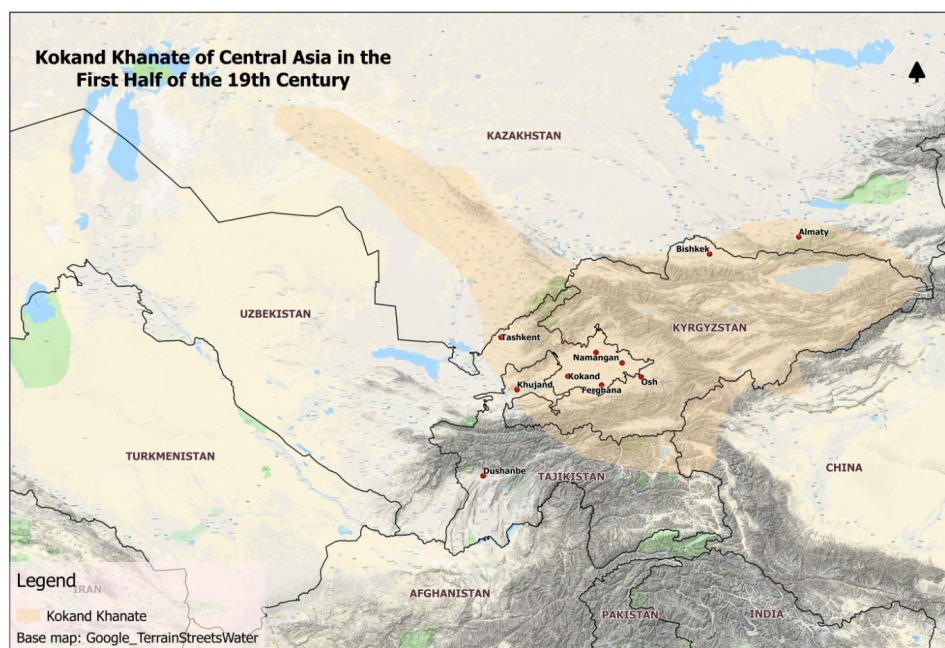 Kokand Khanate of Central Asia in the
First Half of the 19th Century
KAZAKHSTAN
Almaty
Bishkek
UZBEKISTAN
KYRGYZSTAN
Tashkent
Namangan
Kokand
Osh
Khujand
Ferghana
TURKMENISTAN
CHINA
Dushanbe
TAJIKISTAN
Legend
IRAN
AFGHANISTAN
Kokand Khanate
PAKISTAN
INDIA
Base map: Google_TerrainStreetsWater